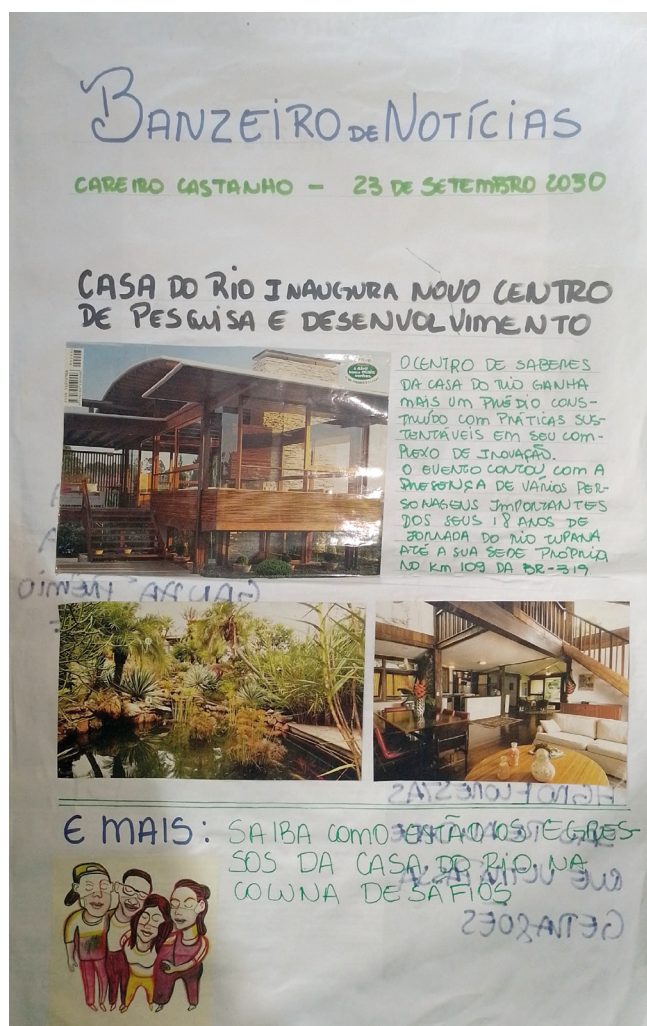 BANZEIRO DE NOTÍCIAS
CAREIRO CASTANHO - 23 DE SETEMBRO 2030
CASA DO RIO INAUGURA NOVO CENTRO
DE PESQUISA E DESENVOLVIMENTO
O CENTRO DE SABERES
DA CASA DO RIO GANHA
MAIS UM PRÉDIO CONS-
TRUÍDO COM PRÁTICAS SUS-
TENTÁVEIS EM SEU COM-
PLEXO DE INOVAÇÃO.
O EVENTO CONTOU COM A
PRESENÇA DE VÁRIOS PER-
SONAGENS IMPORTANTES
DOS SEUS 18 ANOS DE
JORNADA DO RIO TUPANA
ATÉ A SUA SEDE PRÓPRIA
NO KM 109 DA BR-319.
E MAIS: SAIBA COMO ESTÃO OS EGRES-
SOS DA CASA DO RIO NA
COLUNA DESAFIOS